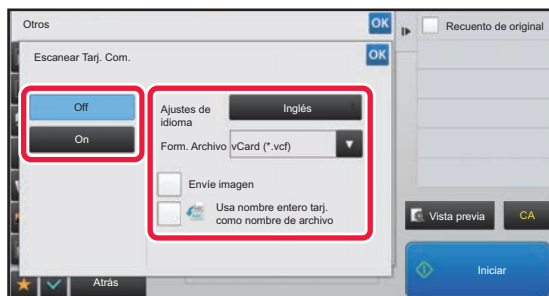 Otros
OK
Recuento de original
Escanear Tarj. Com.
OK
Off
On
Ajustes de
idioma
Inglés
Form. Archivo
vCard (*.vcf)
Envíe imagen
Usa nombre entero tarj.
como nombre de archivo
Vista previa
CA
Atrás
Iniciar